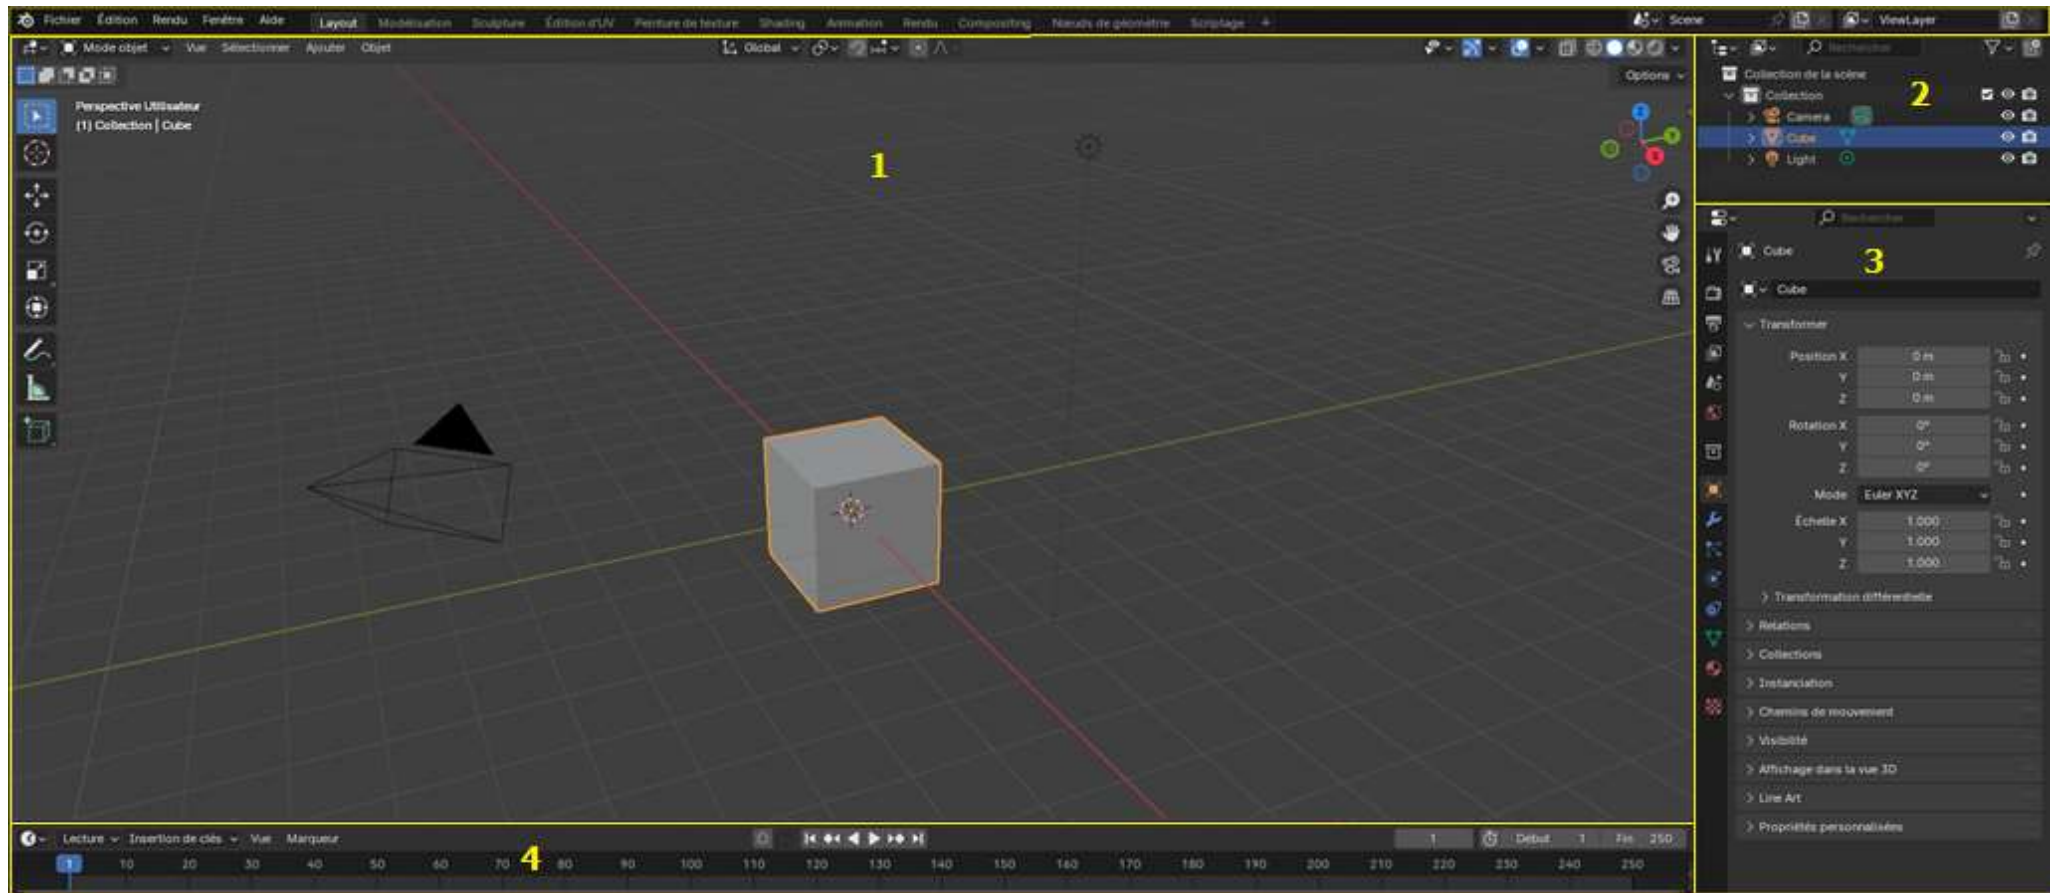 Fichier Édition Rendu Fenêtre Aide Layout Modélisation Sculpture Édition d'UV Peinture de texture Shading Animation Rendu Compositing Nœuds de géométrie Scriptage + Scene ViewLayer
Mode objet Vue Sélectionner Ajouter Objet Global
Options
Perspective Utilisateur
(1) Collection | Cube
1
Rechercher
Collection de la scène
Collection
2
Camera
Cube
Light
Rechercher
Cube
3
Cube
Transformer
Position X 0 m
Y 0 m
Z 0 m
Rotation X 0°
Y 0°
Z 0°
Mode Euler XYZ
Échelle X 1.000
Y 1.000
Z 1.000
Transformation différentielle
Relations
Collections
Instanciation
Chemins de mouvement
Visibilité
Affichage dans la vue 3D
Line Art
Propriétés personnalisées
Lecture Insertion de clés Vue Marqueur 1 Début 1 Fin 250
4
1 10 20 30 40 50 60 70 80 90 100 110 120 130 140 150 160 170 180 190 200 210 220 230 240 250